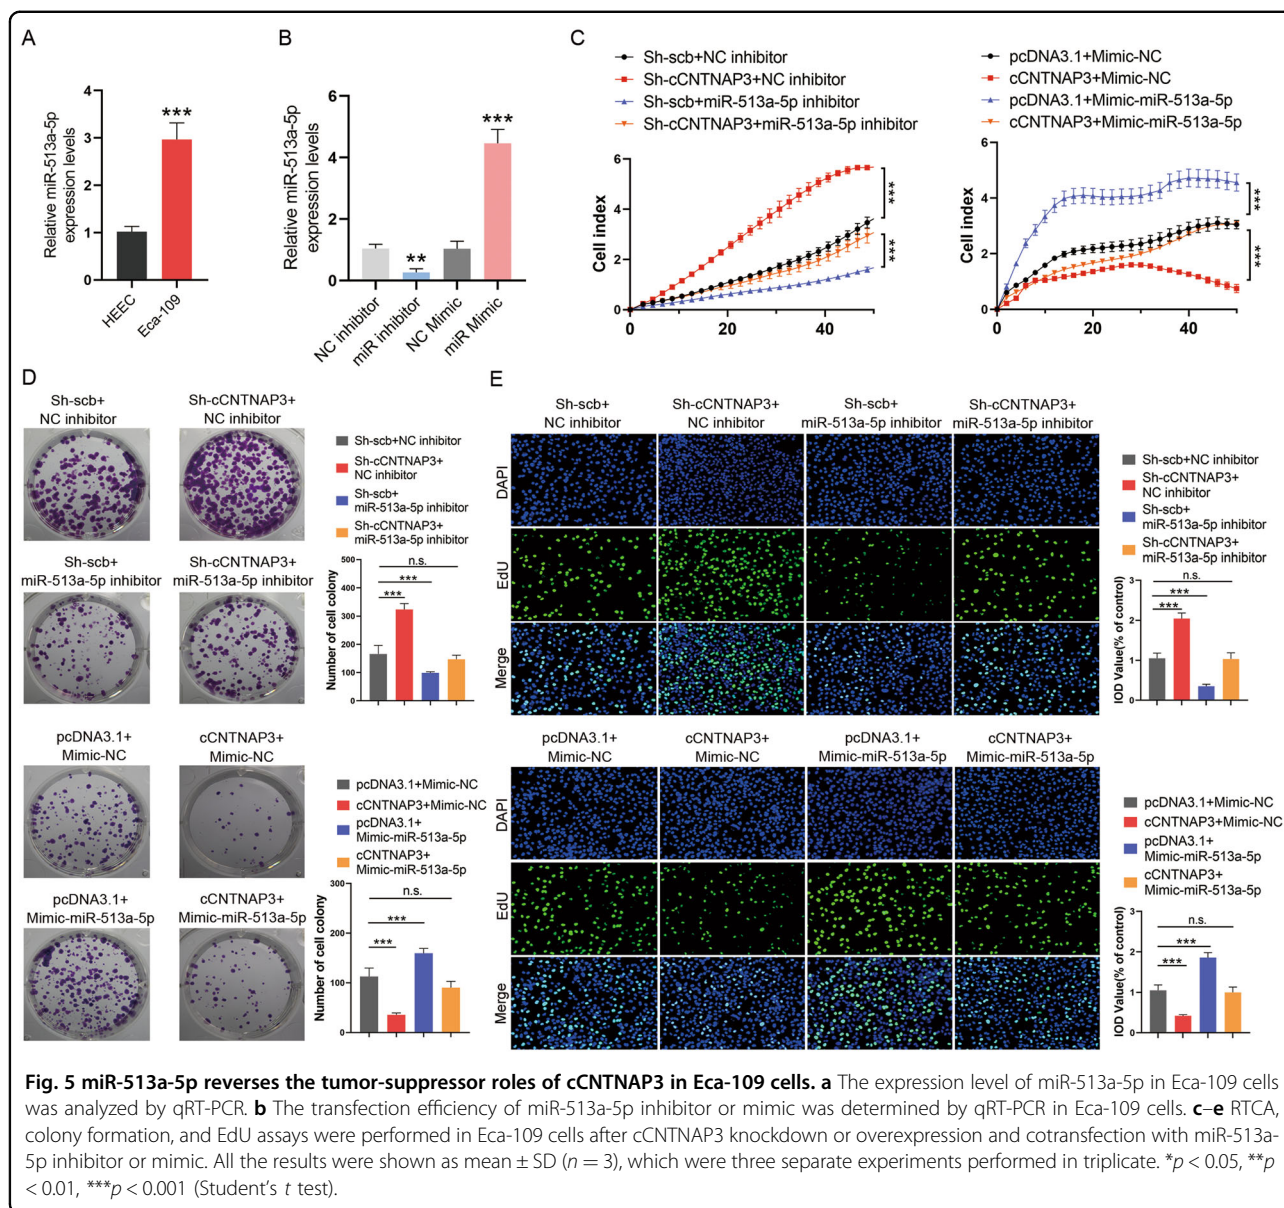 A
Relative miR-513a-5p
expression levels
4
3
2
1
0
***
HEEC
Eca-109
B
Relative miR-513a-5p
expression levels
6
4
2
0
**
***
NC inhibitor
miR inhibitor
NC Mimic
miR Mimic
C
Sh-scb+NC inhibitor
Sh-cCNTNAP3+NC inhibitor
Sh-scb+miR-513a-5p inhibitor
Sh-cCNTNAP3+miR-513a-5p inhibitor
Cell index
6
4
2
0
0 20 40
***
***
pcDNA3.1+Mimic-NC
cCNTNAP3+Mimic-NC
pcDNA3.1+Mimic-miR-513a-5p
cCNTNAP3+Mimic-miR-513a-5p
Cell index
6
4
2
0
0 20 40
***
***
D
Sh-scb+
NC inhibitor
Sh-cCNTNAP3+
NC inhibitor
Sh-scb+
miR-513a-5p inhibitor
Sh-cCNTNAP3+
miR-513a-5p inhibitor
Sh-scb+NC inhibitor
Sh-cCNTNAP3+
NC inhibitor
Sh-scb+
miR-513a-5p inhibitor
Sh-cCNTNAP3+
miR-513a-5p inhibitor
Number of cell colony
500
400
300
200
100
0
n.s.
***
***
pcDNA3.1+
Mimic-NC
cCNTNAP3+
Mimic-NC
pcDNA3.1+
Mimic-miR-513a-5p
cCNTNAP3+
Mimic-miR-513a-5p
pcDNA3.1+Mimic-NC
cCNTNAP3+Mimic-NC
pcDNA3.1+
Mimic-miR-513a-5p
cCNTNAP3+
Mimic-miR-513a-5p
Number of cell colony
300
200
100
0
n.s.
***
***
E
Sh-scb+
NC inhibitor
Sh-cCNTNAP3+
NC inhibitor
Sh-scb+
miR-513a-5p inhibitor
Sh-cCNTNAP3+
miR-513a-5p inhibitor
DAPI
EdU
Merge
Sh-scb+NC inhibitor
Sh-cCNTNAP3+
NC inhibitor
Sh-scb+
miR-513a-5p inhibitor
Sh-cCNTNAP3+
miR-513a-5p inhibitor
IOD Value(% of control)
3
2
1
0
n.s.
***
***
pcDNA3.1+
Mimic-NC
cCNTNAP3+
Mimic-NC
pcDNA3.1+
Mimic-miR-513a-5p
cCNTNAP3+
Mimic-miR-513a-5p
DAPI
EdU
Merge
pcDNA3.1+Mimic-NC
cCNTNAP3+Mimic-NC
pcDNA3.1+
Mimic-miR-513a-5p
cCNTNAP3+
Mimic-miR-513a-5p
IOD Value(% of control)
3
2
1
0
n.s.
***
***
Fig. 5 miR-513a-5p reverses the tumor-suppressor roles of cCNTNAP3 in Eca-109 cells. a The expression level of miR-513a-5p in Eca-109 cells
was analyzed by qRT-PCR. b The transfection efficiency of miR-513a-5p inhibitor or mimic was determined by qRT-PCR in Eca-109 cells. c–e RTCA,
colony formation, and EdU assays were performed in Eca-109 cells after cCNTNAP3 knockdown or overexpression and cotransfection with miR-513a-
5p inhibitor or mimic. All the results were shown as mean ± SD (n = 3), which were three separate experiments performed in triplicate. *p < 0.05, **p
< 0.01, ***p < 0.001 (Student's t test).